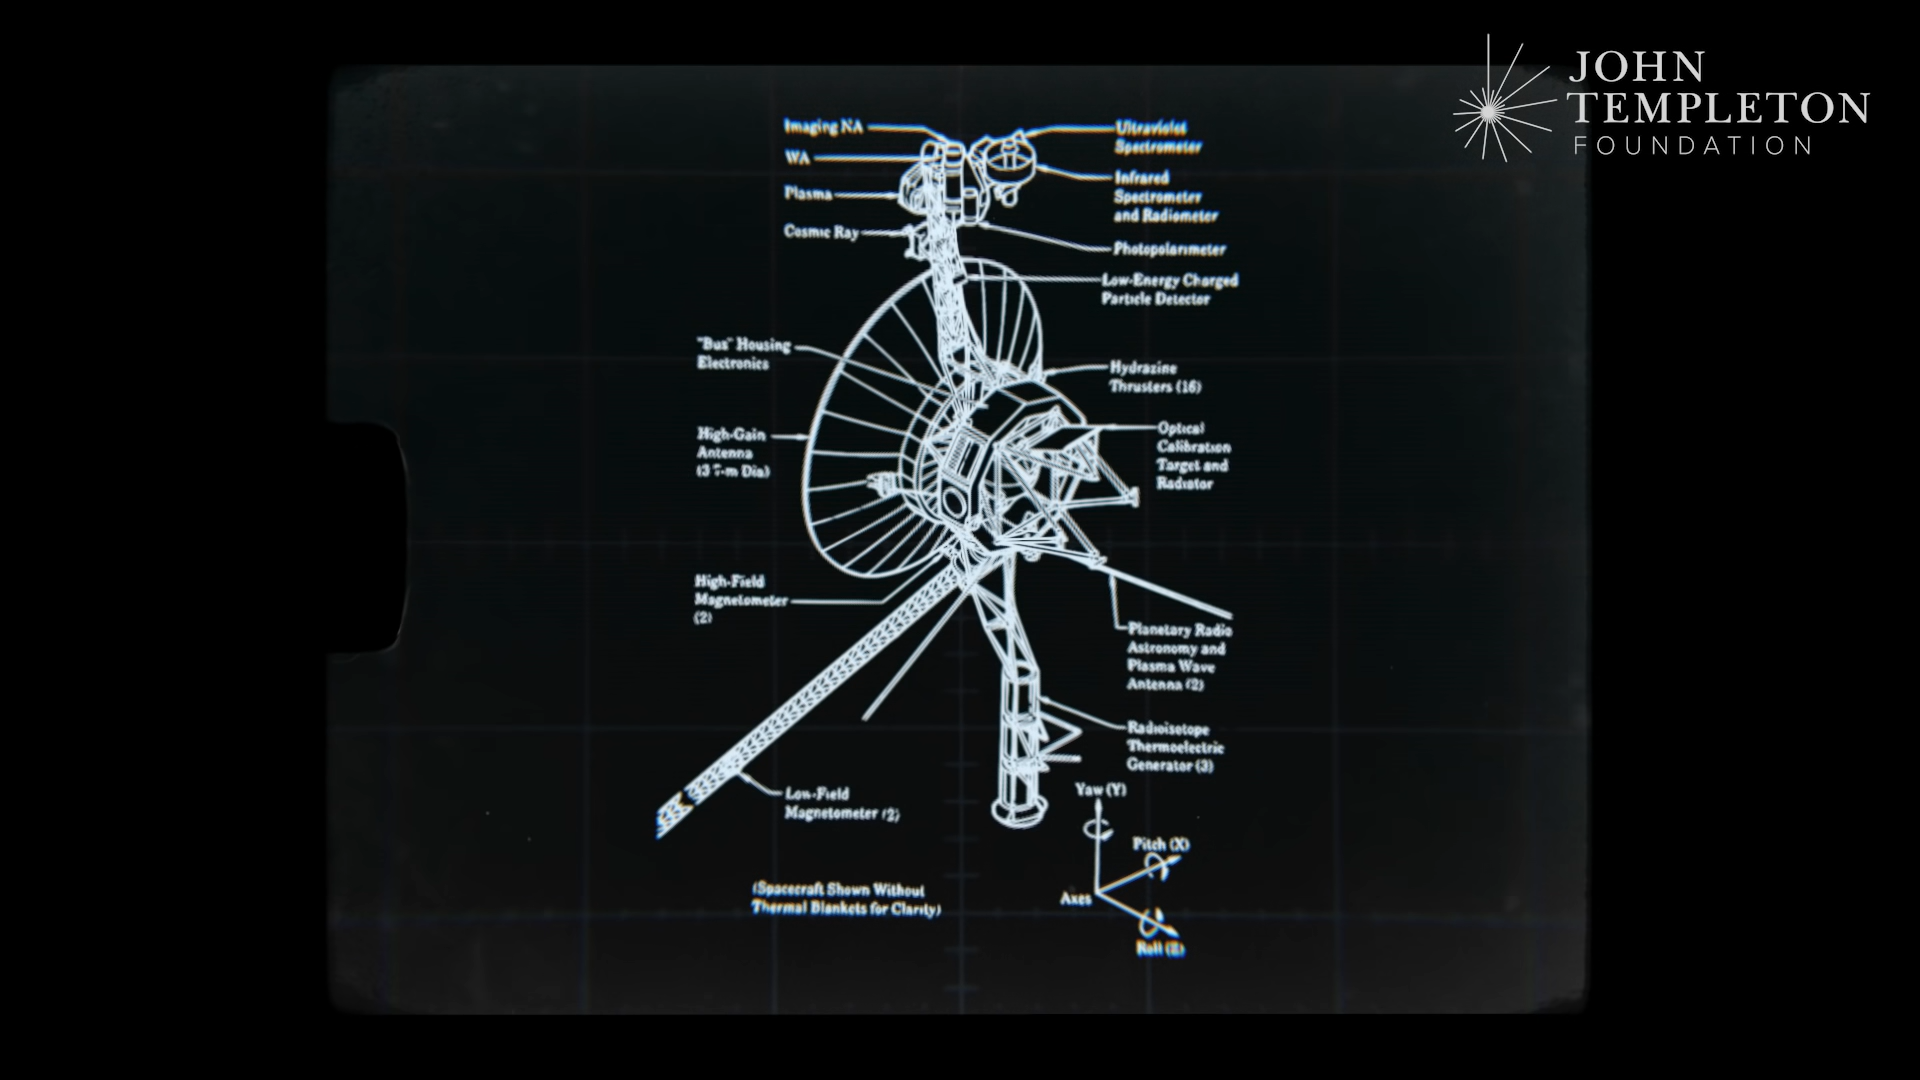 JOHN
TEMPLETON
FOUNDATION
Imaging NA
WA
Plasma
Cosmic Ray
Ultraviolet
Spectrometer
Infrared
Spectrometer
and Radiometer
Photopolarimeter
Low-Energy Charged
Particle Detector
"Bus" Housing
Electronics
Hydrazine
Thrusters (16)
High-Gain
Antenna
(3.7-m Dia)
Optical
Calibration
Target and
Radiator
High-Field
Magnetometer
(2)
Planetary Radio
Astronomy and
Plasma Wave
Antenna (2)
Radioisotope
Thermoelectric
Generator (3)
Low-Field
Magnetometer (2)
Yaw (Y)
Pitch (X)
Axes
Roll (Z)
(Spacecraft Shown Without
Thermal Blankets for Clarity)